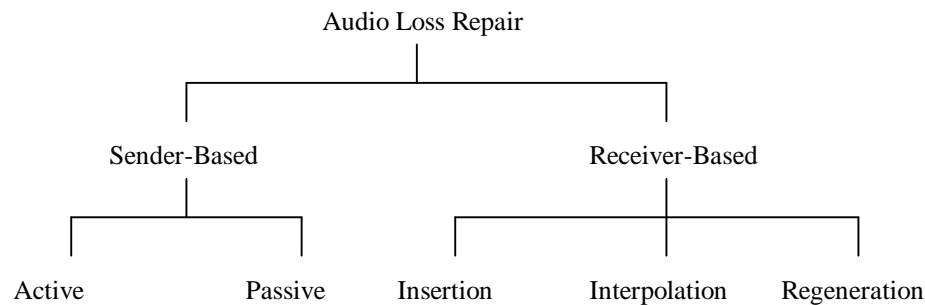 Audio Loss Repair
Sender-Based Receiver-Based
Active Passive Insertion Interpolation Regeneration